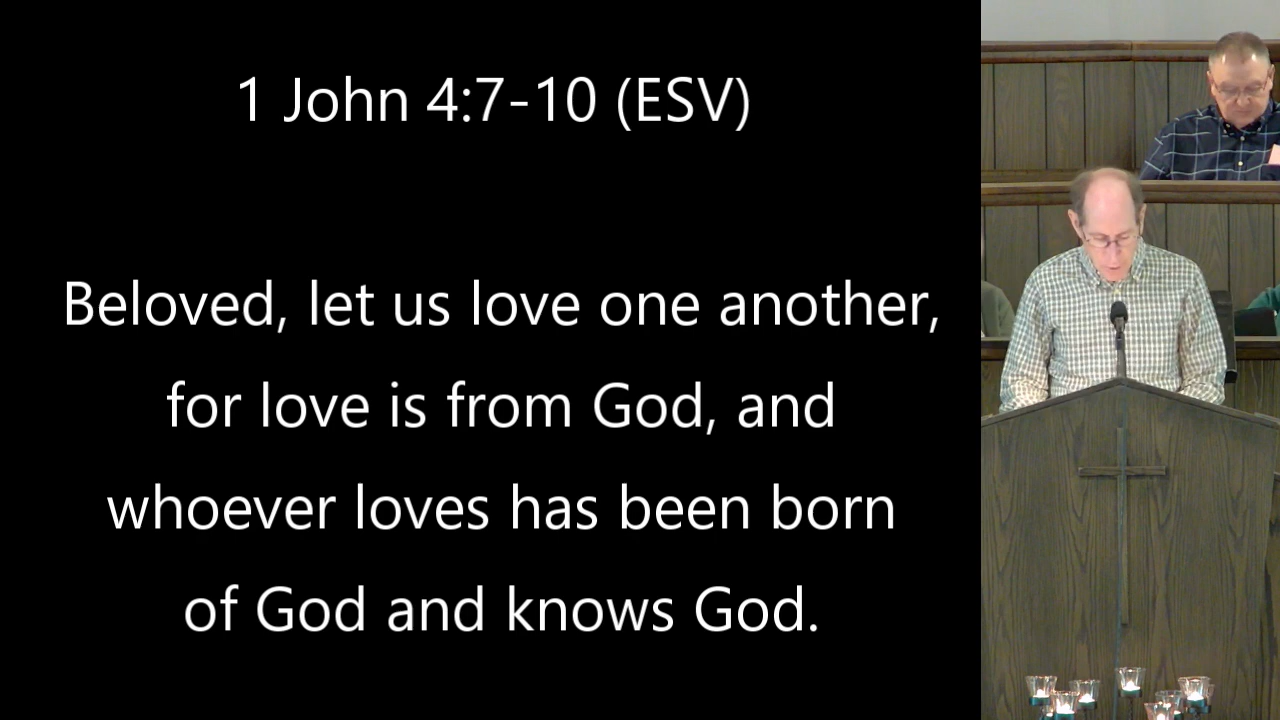 1 John 4:7-10 (ESV)
Beloved, let us love one another,
for love is from God, and
whoever loves has been born
of God and knows God.